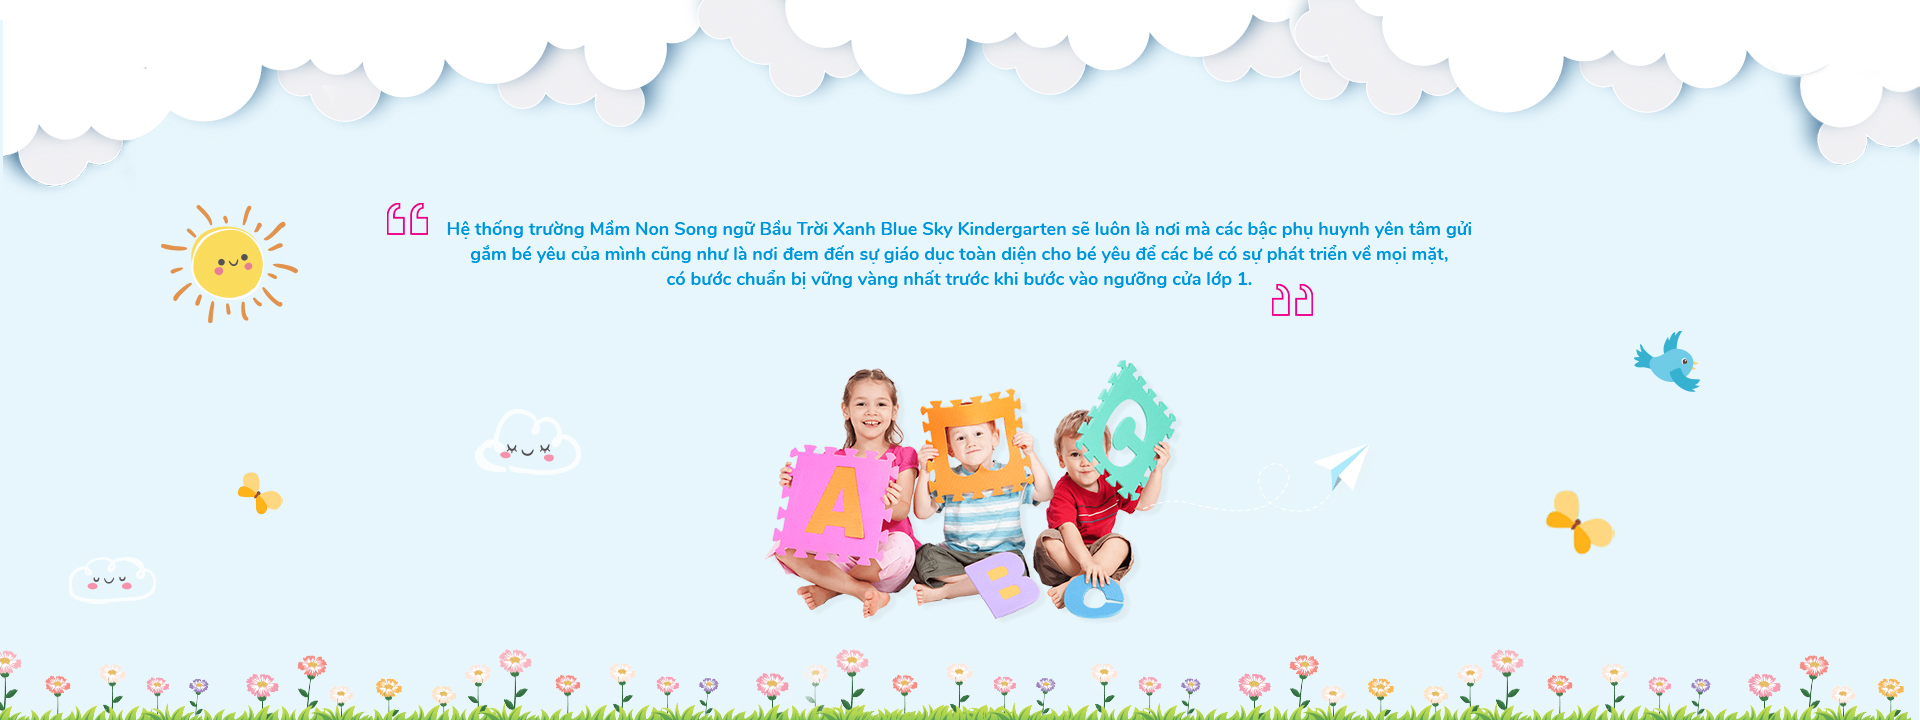 Hệ thống trường Mầm Non Song ngữ Bầu Trời Xanh Blue Sky Kindergarten sẽ luôn là nơi mà các bậc phụ huynh yên tâm gửi
gắm bé yêu của mình cũng như là nơi đem đến sự giáo dục toàn diện cho bé yêu để các bé có sự phát triển về mọi mặt,
có bước chuẩn bị vững vàng nhất trước khi bước vào ngưỡng cửa lớp 1.
A
C
B
C